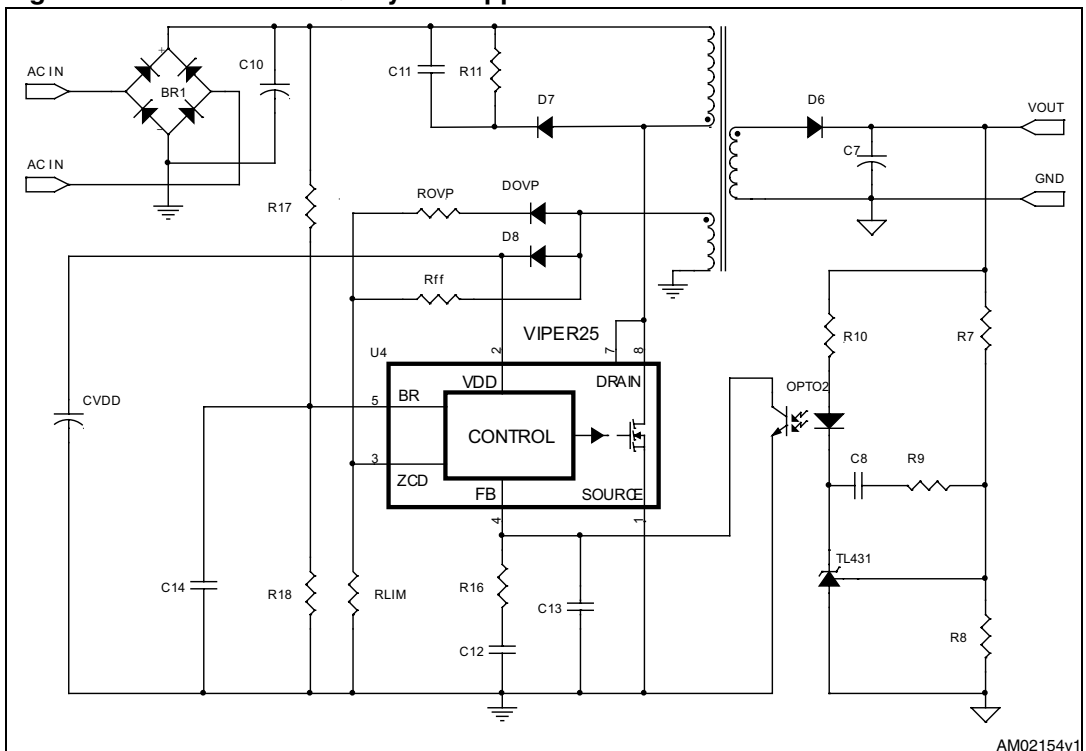 AC IN
BR1
AC IN
C10
R17
C11
R11
D7
D6
VOUT
C7
GND
ROVP
DOVP
D8
Rff
VIPER25
U4
2
7
8
VDD
DRAIN
5
BR
CONTROL
3
ZCD
FB
SOURCE
4
1
CVDD
C14
R18
RLIM
R16
C13
C12
R10
R7
OPTO2
C8
R9
TL431
R8
AM02154v1